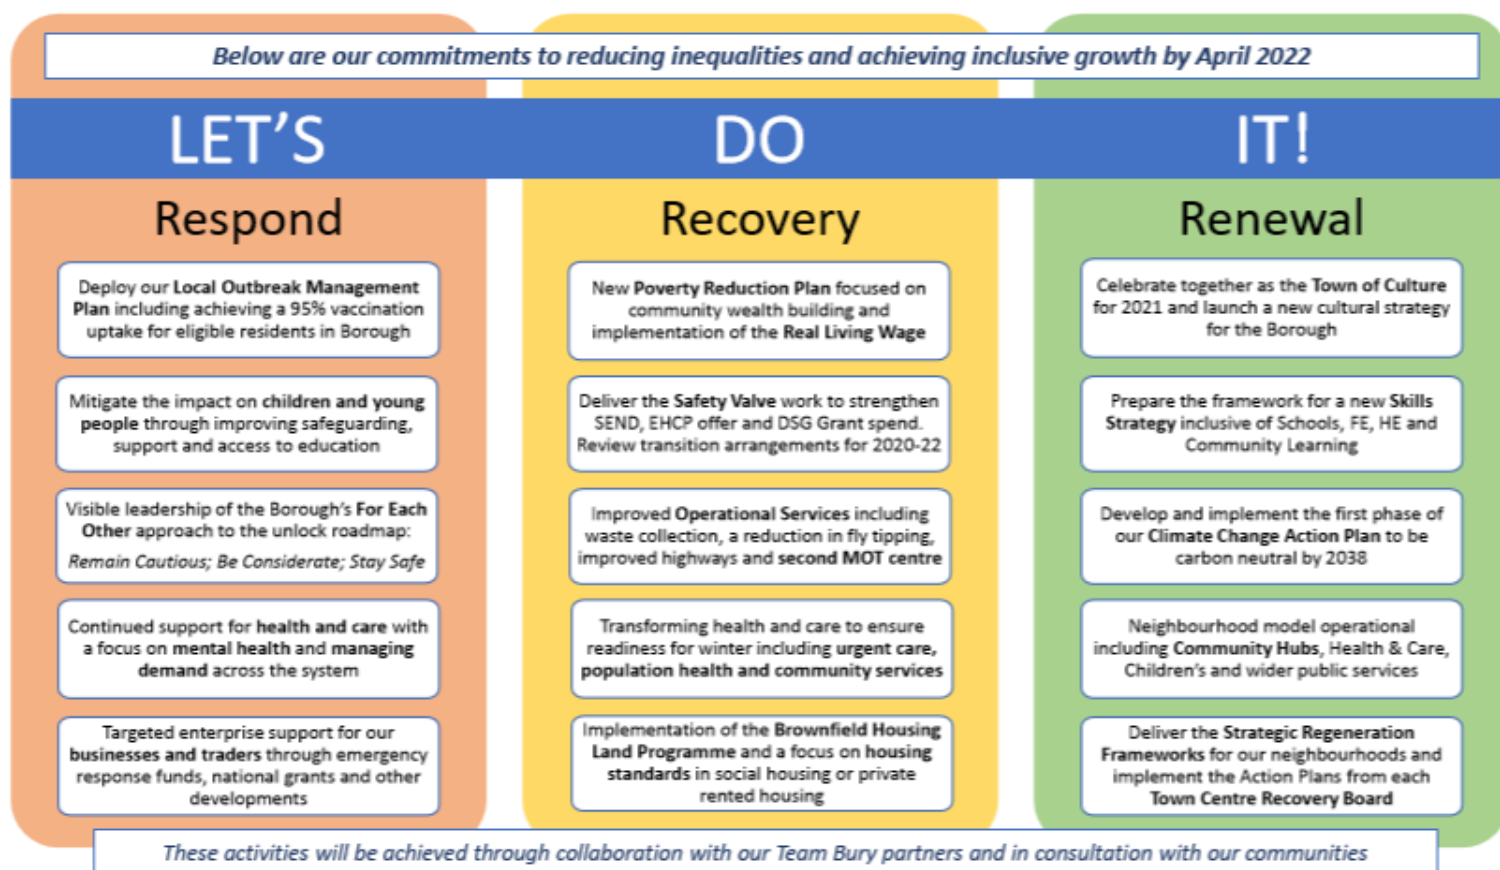 Below are our commitments to reducing inequalities and achieving inclusive growth by April 2022
LET'S
DO
IT!
Respond
Deploy our Local Outbreak Management
Plan including achieving a 95% vaccination
uptake for eligible residents in Borough
Mitigate the impact on children and young
people through improving safeguarding,
support and access to education
Visible leadership of the Borough's For Each
Other approach to the unlock roadmap:
Remain Cautious; Be Considerate; Stay Safe
Continued support for health and care with
a focus on mental health and managing
demand across the system
Targeted enterprise support for our
businesses and traders through emergency
response funds, national grants and other
developments
Recovery
New Poverty Reduction Plan focused on
community wealth building and
implementation of the Real Living Wage
Deliver the Safety Valve work to strengthen
SEND, EHCP offer and DSG Grant spend.
Review transition arrangements for 2020-22
Improved Operational Services including
waste collection, a reduction in fly tipping,
improved highways and second MOT centre
Transforming health and care to ensure
readiness for winter including urgent care,
population health and community services
Implementation of the Brownfield Housing
Land Programme and a focus on housing
standards in social housing or private
rented housing
Renewal
Celebrate together as the Town of Culture
for 2021 and launch a new cultural strategy
for the Borough
Prepare the framework for a new Skills
Strategy inclusive of Schools, FE, HE and
Community Learning
Develop and implement the first phase of
our Climate Change Action Plan to be
carbon neutral by 2038
Neighbourhood model operational
including Community Hubs, Health & Care,
Children's and wider public services
Deliver the Strategic Regeneration
Frameworks for our neighbourhoods and
implement the Action Plans from each
Town Centre Recovery Board
These activities will be achieved through collaboration with our Team Bury partners and in consultation with our communities